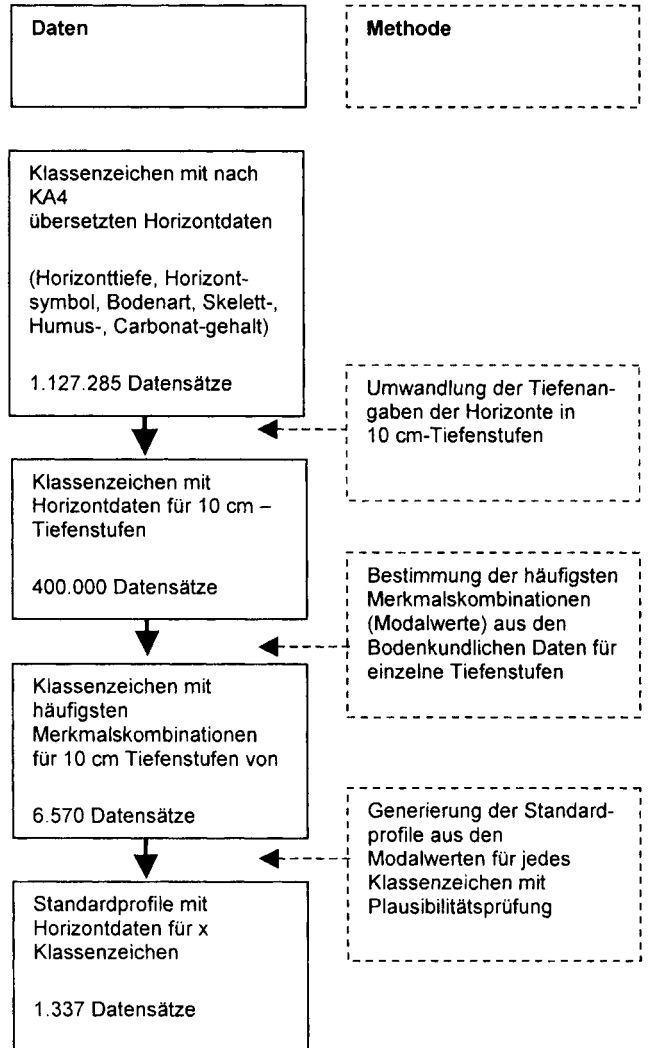 Daten
Methode
Klassenzeichen mit nach
KA4
übersetzten Horizontdaten
(Horizonttiefe, Horizont-
symbol, Bodenart, Skelett-,
Humus-, Carbonat-gehalt)
1.127.285 Datensätze
Umwandlung der Tiefenan-
gaben der Horizonte in
10 cm-Tiefenstufen
Klassenzeichen mit
Horizontdaten für 10 cm –
Tiefenstufen
400.000 Datensätze
Bestimmung der häufigsten
Merkmalskombinationen
(Modalwerte) aus den
Bodenkundlichen Daten für
einzelne Tiefenstufen
Klassenzeichen mit
häufigsten
Merkmalskombinationen
für 10 cm Tiefenstufen von
6.570 Datensätze
Generierung der Standard-
profile aus den
Modalwerten für jedes
Klassenzeichen mit
Plausibilitätsprüfung
Standardprofile mit
Horizontdaten für x
Klassenzeichen
1.337 Datensätze